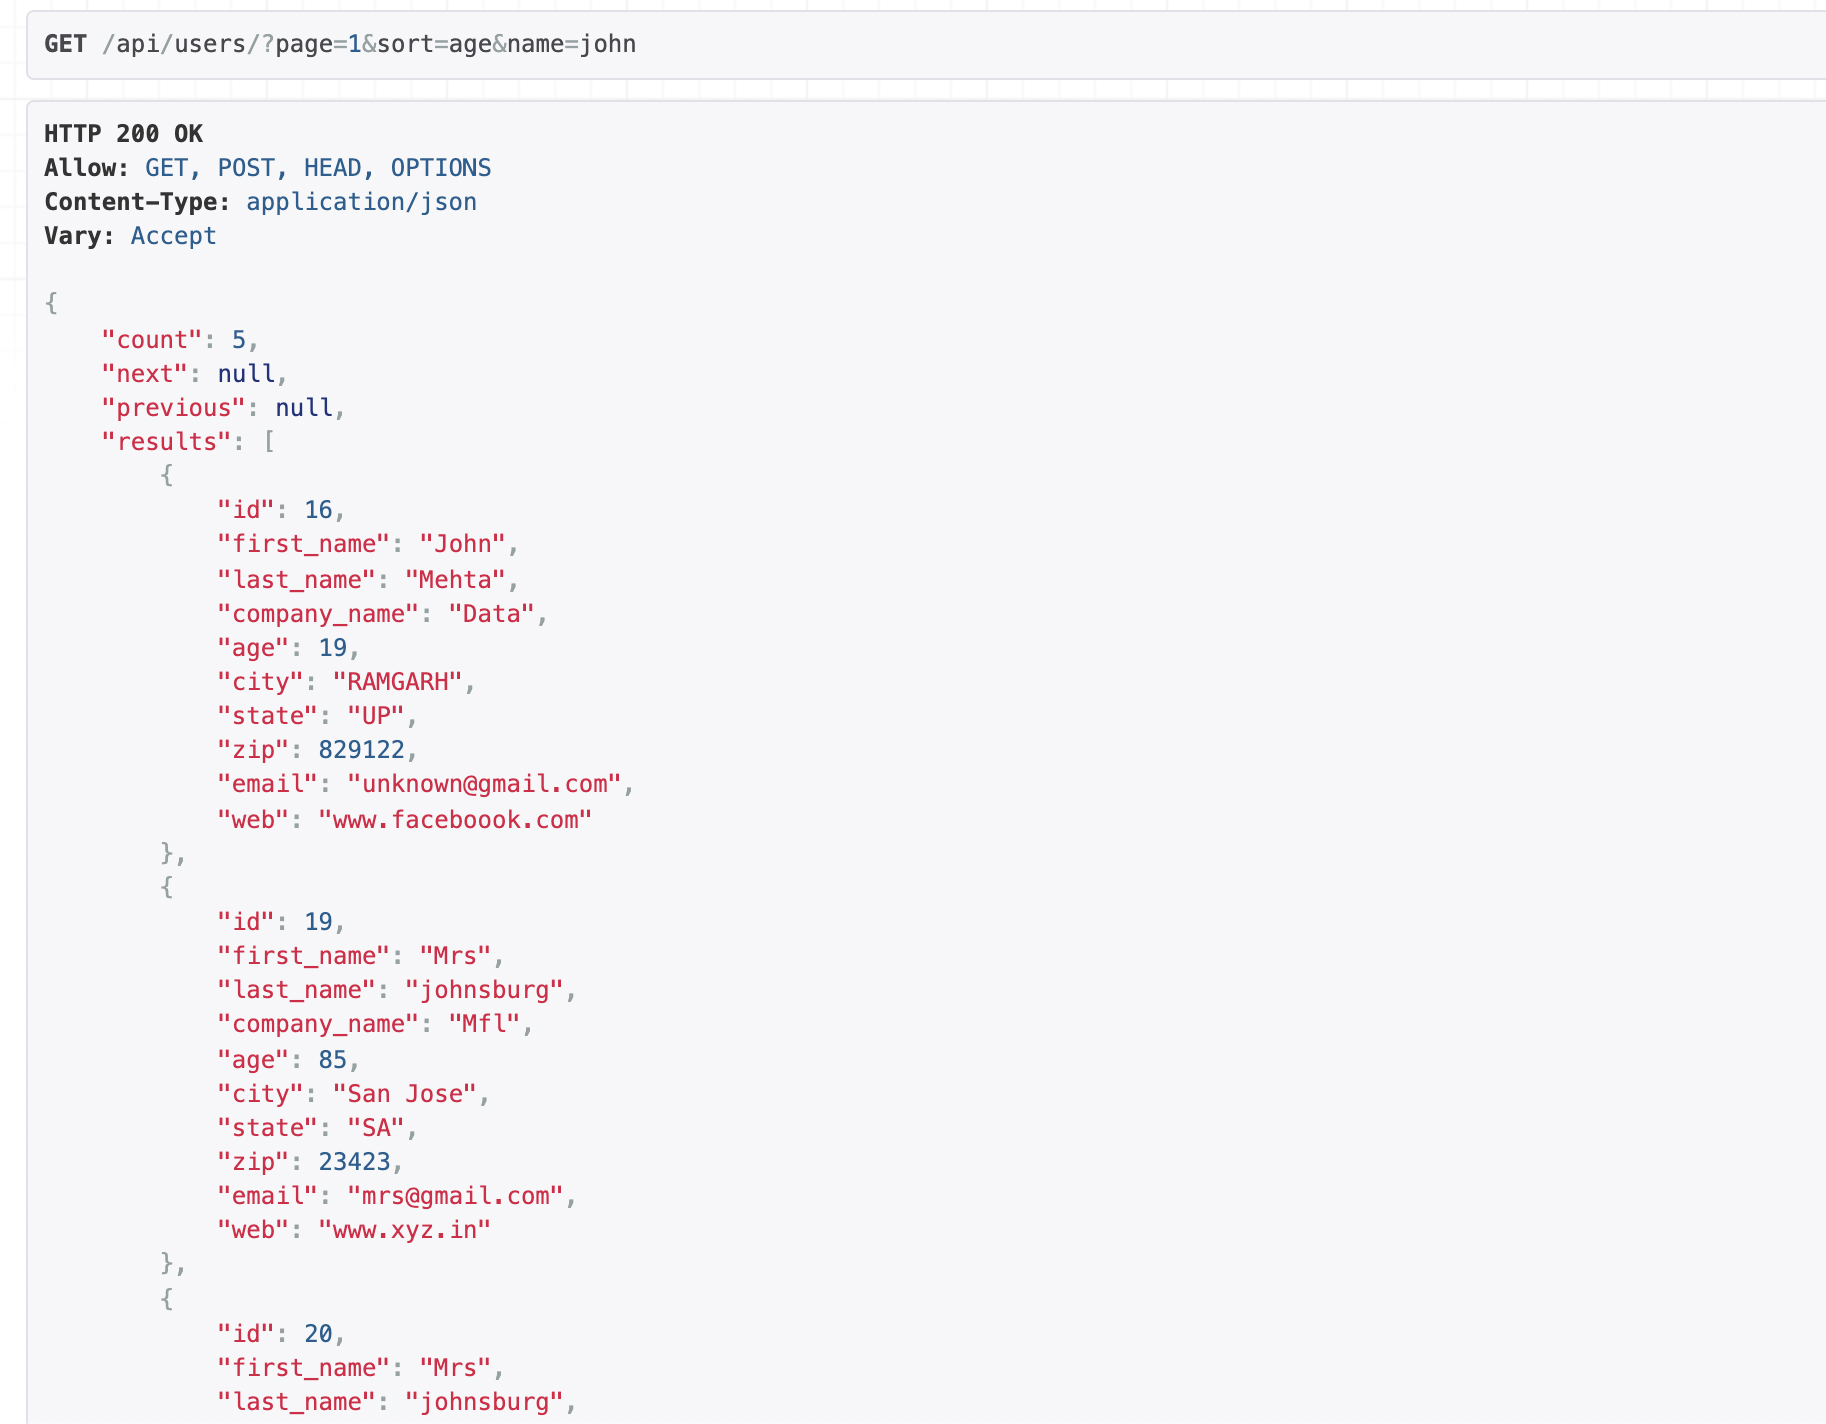 GET /api/users/?page=1&sort=age&name=john
HTTP 200 OK
Allow: GET, POST, HEAD, OPTIONS
Content-Type: application/json
Vary: Accept
{
    "count": 5,
    "next": null,
    "previous": null,
    "results": [
        {
            "id": 16,
            "first_name": "John",
            "last_name": "Mehta",
            "company_name": "Data",
            "age": 19,
            "city": "RAMGARH",
            "state": "UP",
            "zip": 829122,
            "email": "unknown@gmail.com",
            "web": "www.faceboook.com"
        },
        {
            "id": 19,
            "first_name": "Mrs",
            "last_name": "johnsburg",
            "company_name": "Mfl",
            "age": 85,
            "city": "San Jose",
            "state": "SA",
            "zip": 23423,
            "email": "mrs@gmail.com",
            "web": "www.xyz.in"
        },
        {
            "id": 20,
            "first_name": "Mrs",
            "last_name": "johnsburg",